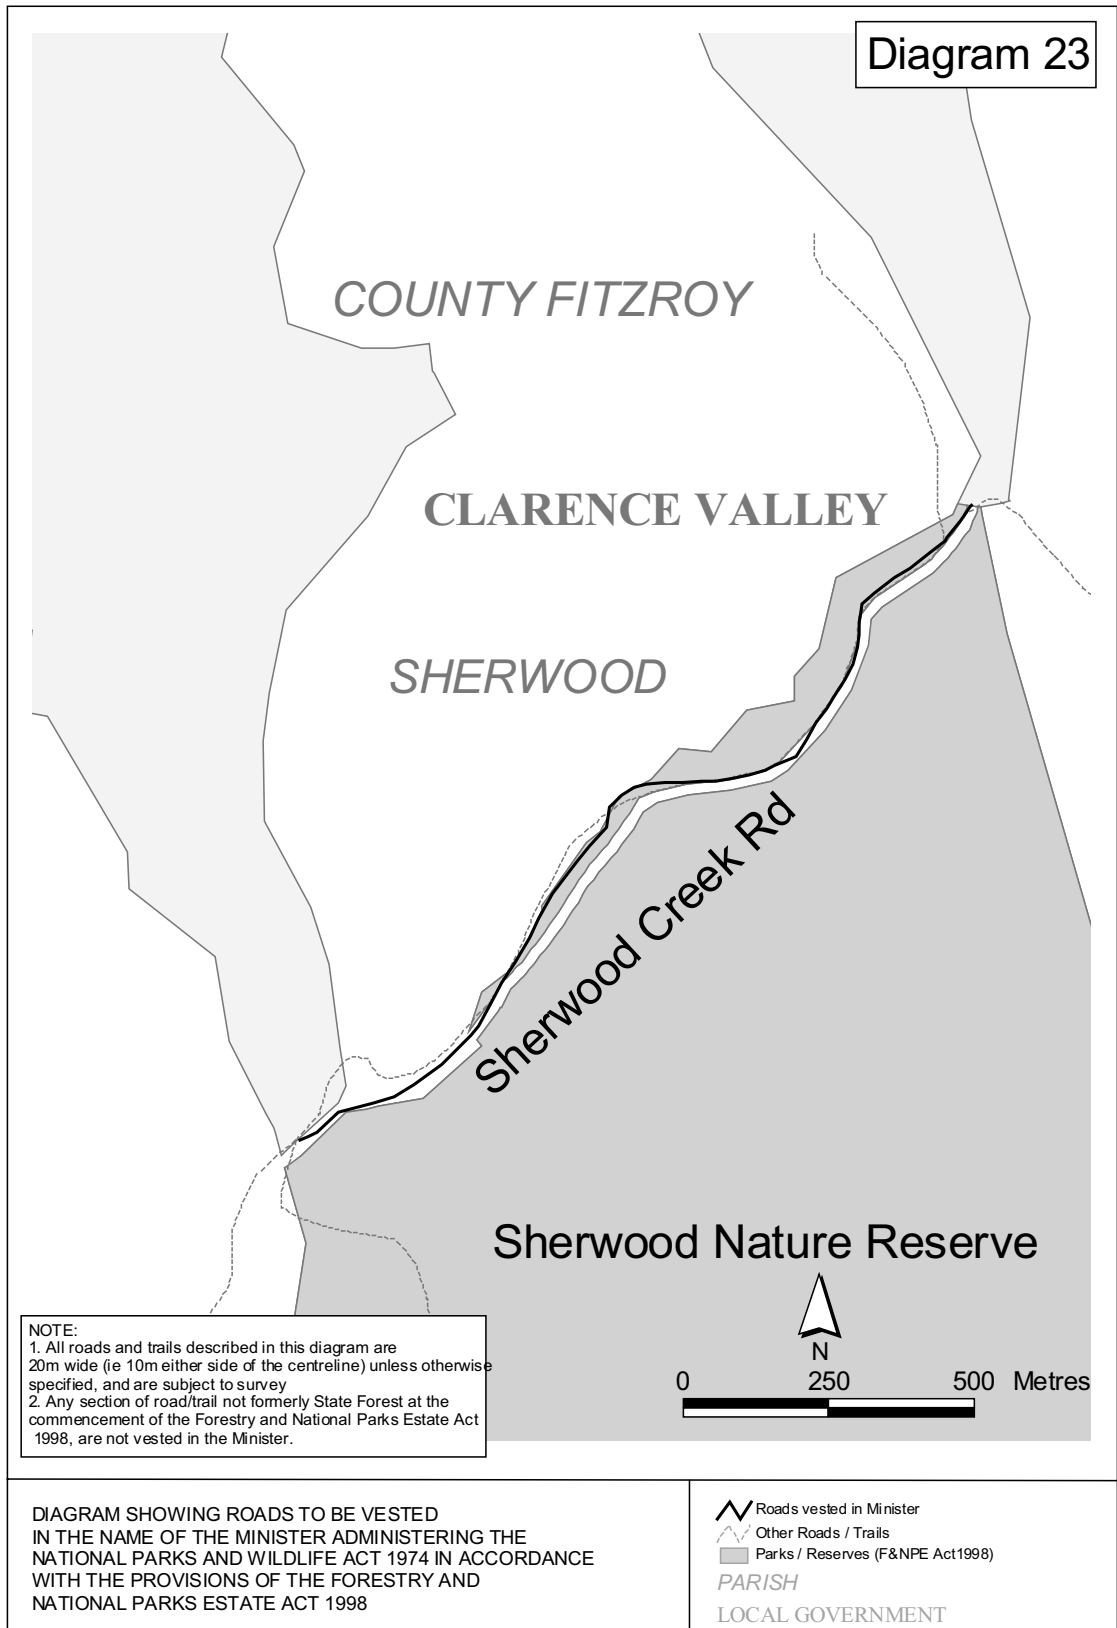 Diagram 23
COUNTY FITZROY
CLARENCE VALLEY
SHERWOOD
Sherwood Creek Rd
Sherwood Nature Reserve
N
0 250 500 Metres
NOTE:
1. All roads and trails described in this diagram are
20m wide (ie 10m either side of the centreline) unless otherwise
specified, and are subject to survey
2. Any section of road/trail not formerly State Forest at the
commencement of the Forestry and National Parks Estate Act
1998, are not vested in the Minister.
DIAGRAM SHOWING ROADS TO BE VESTED
IN THE NAME OF THE MINISTER ADMINISTERING THE
NATIONAL PARKS AND WILDLIFE ACT 1974 IN ACCORDANCE
WITH THE PROVISIONS OF THE FORESTRY AND
NATIONAL PARKS ESTATE ACT 1998
Roads vested in Minister
Other Roads / Trails
Parks / Reserves (F&NPE Act1998)
PARISH
LOCAL GOVERNMENT